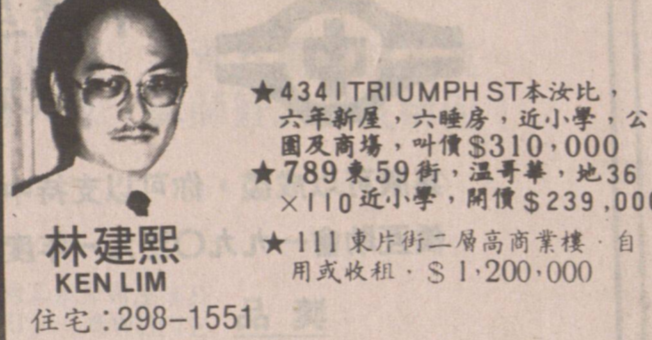 ★4341 TRIUMPH ST本汝比，
六年新屋，六睡房，近小學，公
園及商場，叫價$310,000
★789東59街，溫哥華，地36
×110近小學，開價$239,000
★111東片街二層高商業樓．自
用或收租．$1,200,000
林建熙
KEN LIM
住宅：298-1551